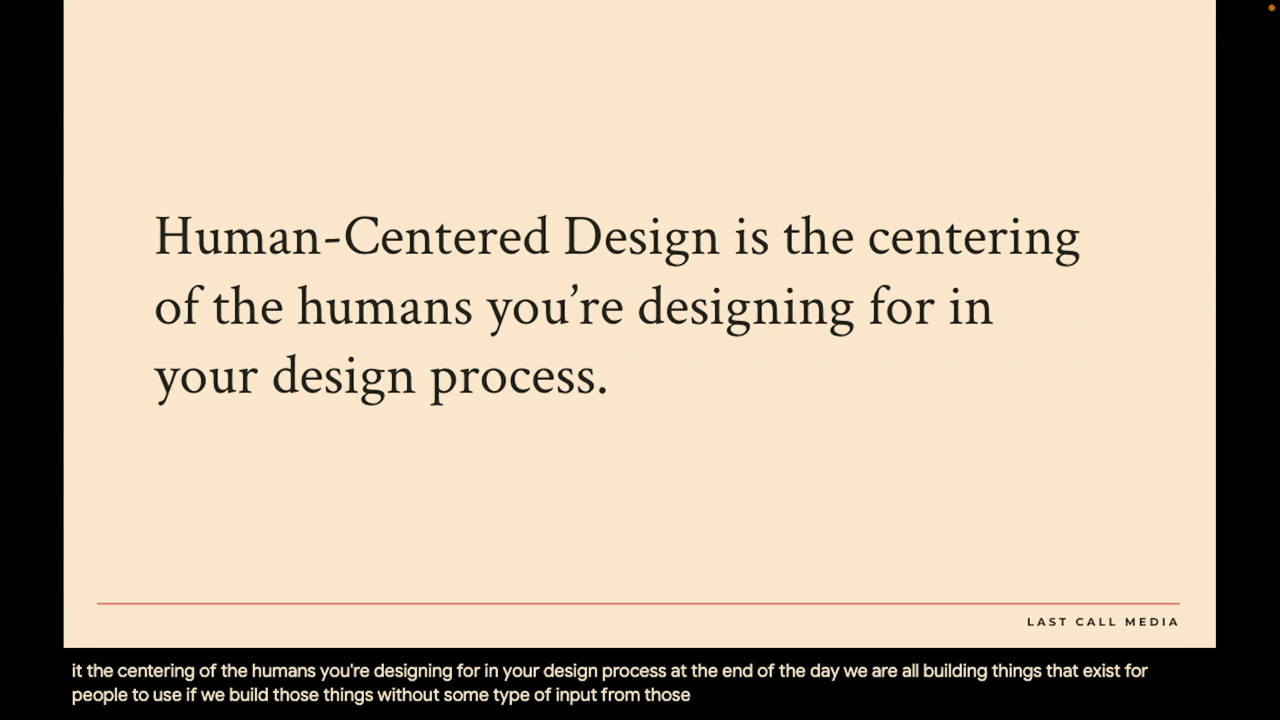 Human-Centered Design is the centering
of the humans you’re designing for in
your design process.
LAST CALL MEDIA
it the centering of the humans you're designing for in your design process at the end of the day we are all building things that exist for
people to use if we build those things without some type of input from those